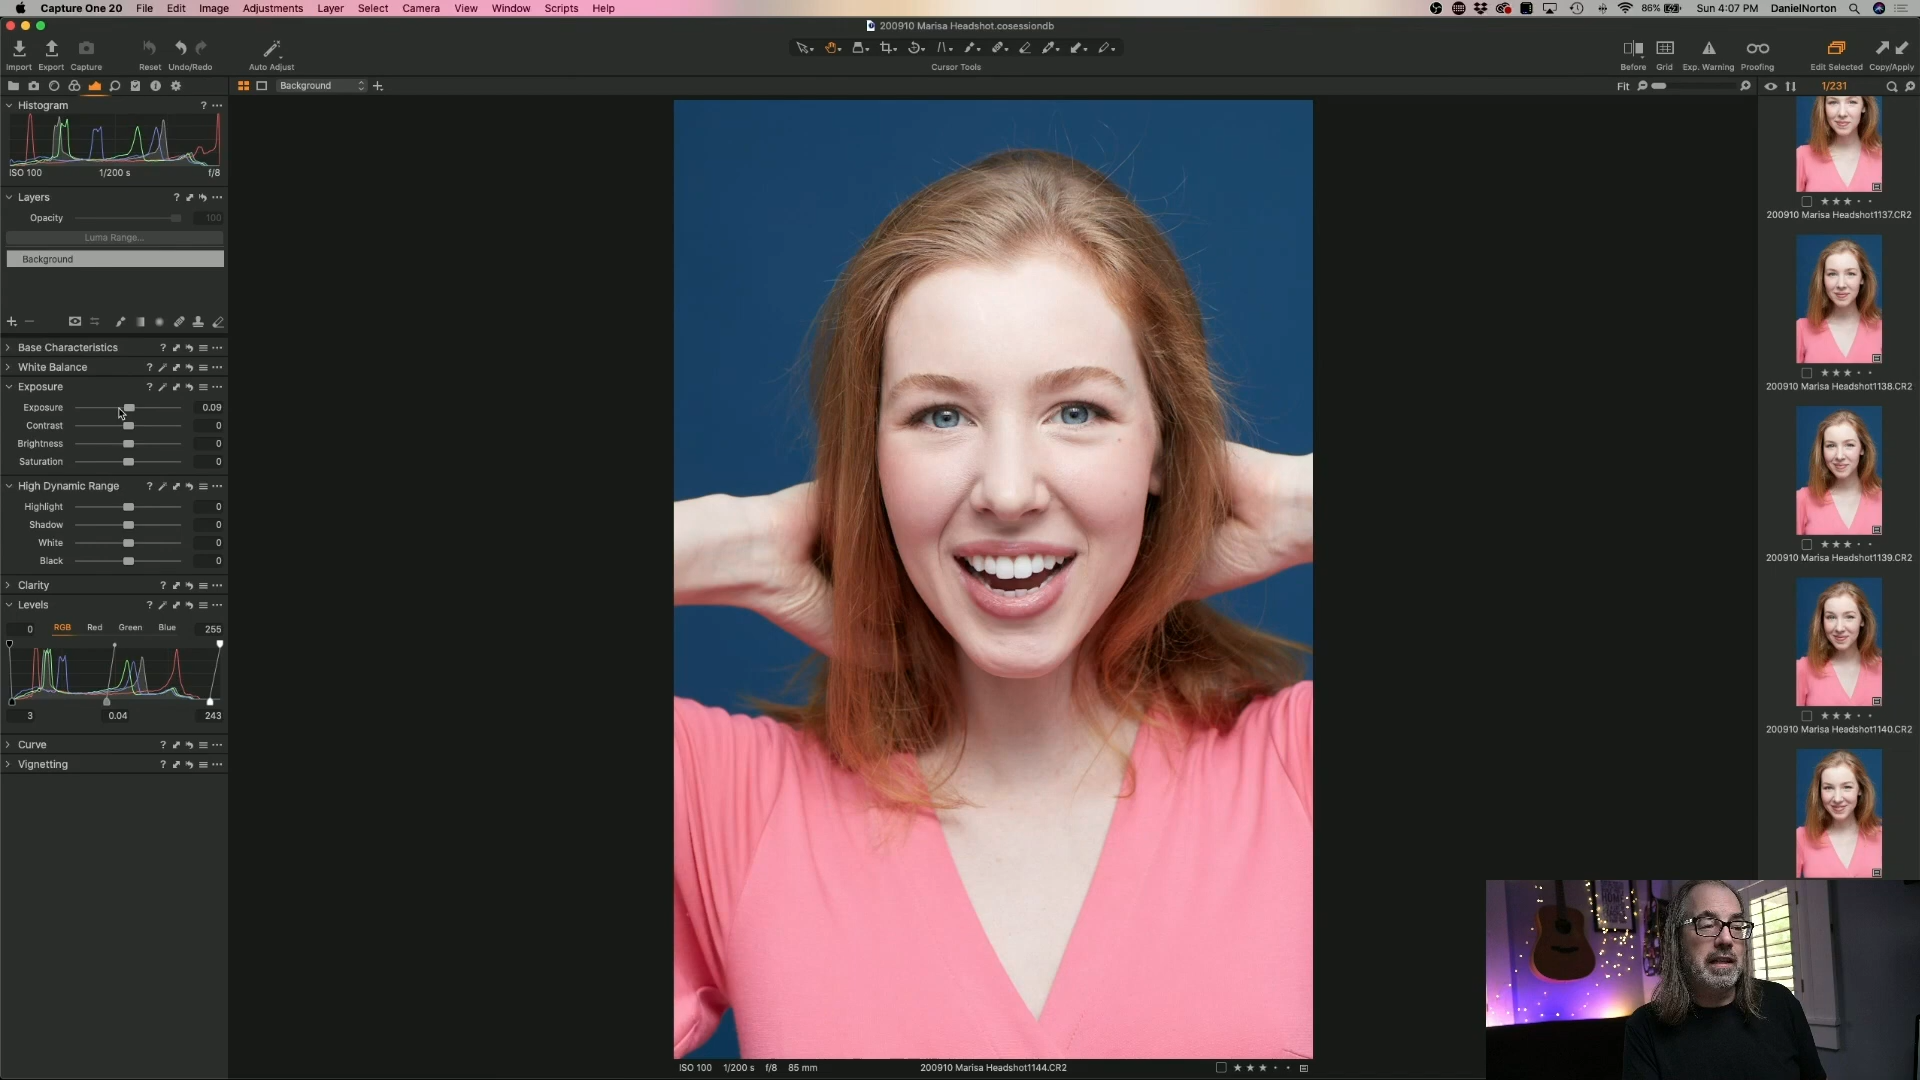 Capture One 20 File Edit Image Adjustments Layer Select Camera View Window Scripts Help 86% Sun 4:07 PM DanielNorton
200910 Marisa Headshot.cosessiondb
Import Export Capture Reset Undo/Redo Auto Adjust Cursor Tools Before Grid Exp. Warning Proofing Edit Selected Copy/Apply
Background Fit 1/231
Histogram
ISO 100 1/200 s f/8
Layers
Opacity 100
Luma Range...
Background
Base Characteristics
White Balance
Exposure
Exposure 0.09
Contrast 0
Brightness 0
Saturation 0
High Dynamic Range
Highlight 0
Shadow 0
White 0
Black 0
Clarity
Levels
0 RGB Red Green Blue 255
3 0.04 243
Curve
Vignetting
200910 Marisa Headshot1137.CR2
200910 Marisa Headshot1138.CR2
200910 Marisa Headshot1139.CR2
200910 Marisa Headshot1140.CR2
ISO 100 1/200 s f/8 85 mm 200910 Marisa Headshot1144.CR2